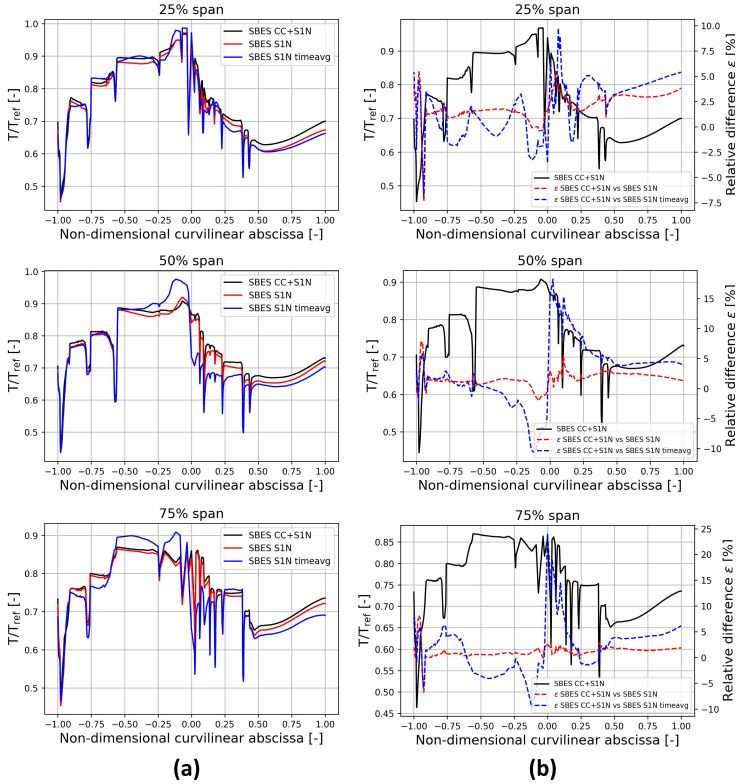 25% span
1.0
0.9
0.8
0.7
0.6
0.5
T/Tref [-]
SBES CC+S1N
SBES S1N
SBES S1N timeavg
−1.00 −0.75 −0.50 −0.25 0.00 0.25 0.50 0.75 1.00
Non-dimensional curvilinear abscissa [-]
25% span
0.9
0.8
0.7
0.6
0.5
T/Tref [-]
10.0
7.5
5.0
2.5
0.0
−2.5
−5.0
−7.5
Relative difference ε [%]
SBES CC+S1N
ε SBES CC+S1N vs SBES S1N
ε SBES CC+S1N vs SBES S1N timeavg
−1.00 −0.75 −0.50 −0.25 0.00 0.25 0.50 0.75 1.00
Non-dimensional curvilinear abscissa [-]
50% span
1.0
0.9
0.8
0.7
0.6
0.5
T/Tref [-]
SBES CC+S1N
SBES S1N
SBES S1N timeavg
−1.00 −0.75 −0.50 −0.25 0.00 0.25 0.50 0.75 1.00
Non-dimensional curvilinear abscissa [-]
50% span
0.9
0.8
0.7
0.6
0.5
T/Tref [-]
15
10
5
0
−5
−10
Relative difference ε [%]
SBES CC+S1N
ε SBES CC+S1N vs SBES S1N
ε SBES CC+S1N vs SBES S1N timeavg
−1.00 −0.75 −0.50 −0.25 0.00 0.25 0.50 0.75 1.00
Non-dimensional curvilinear abscissa [-]
75% span
0.9
0.8
0.7
0.6
0.5
T/Tref [-]
SBES CC+S1N
SBES S1N
SBES S1N timeavg
−1.00 −0.75 −0.50 −0.25 0.00 0.25 0.50 0.75 1.00
Non-dimensional curvilinear abscissa [-]
75% span
0.85
0.80
0.75
0.70
0.65
0.60
0.55
0.50
0.45
T/Tref [-]
25
20
15
10
5
0
−5
−10
Relative difference ε [%]
SBES CC+S1N
ε SBES CC+S1N vs SBES S1N
ε SBES CC+S1N vs SBES S1N timeavg
−1.00 −0.75 −0.50 −0.25 0.00 0.25 0.50 0.75 1.00
Non-dimensional curvilinear abscissa [-]
(a)
(b)